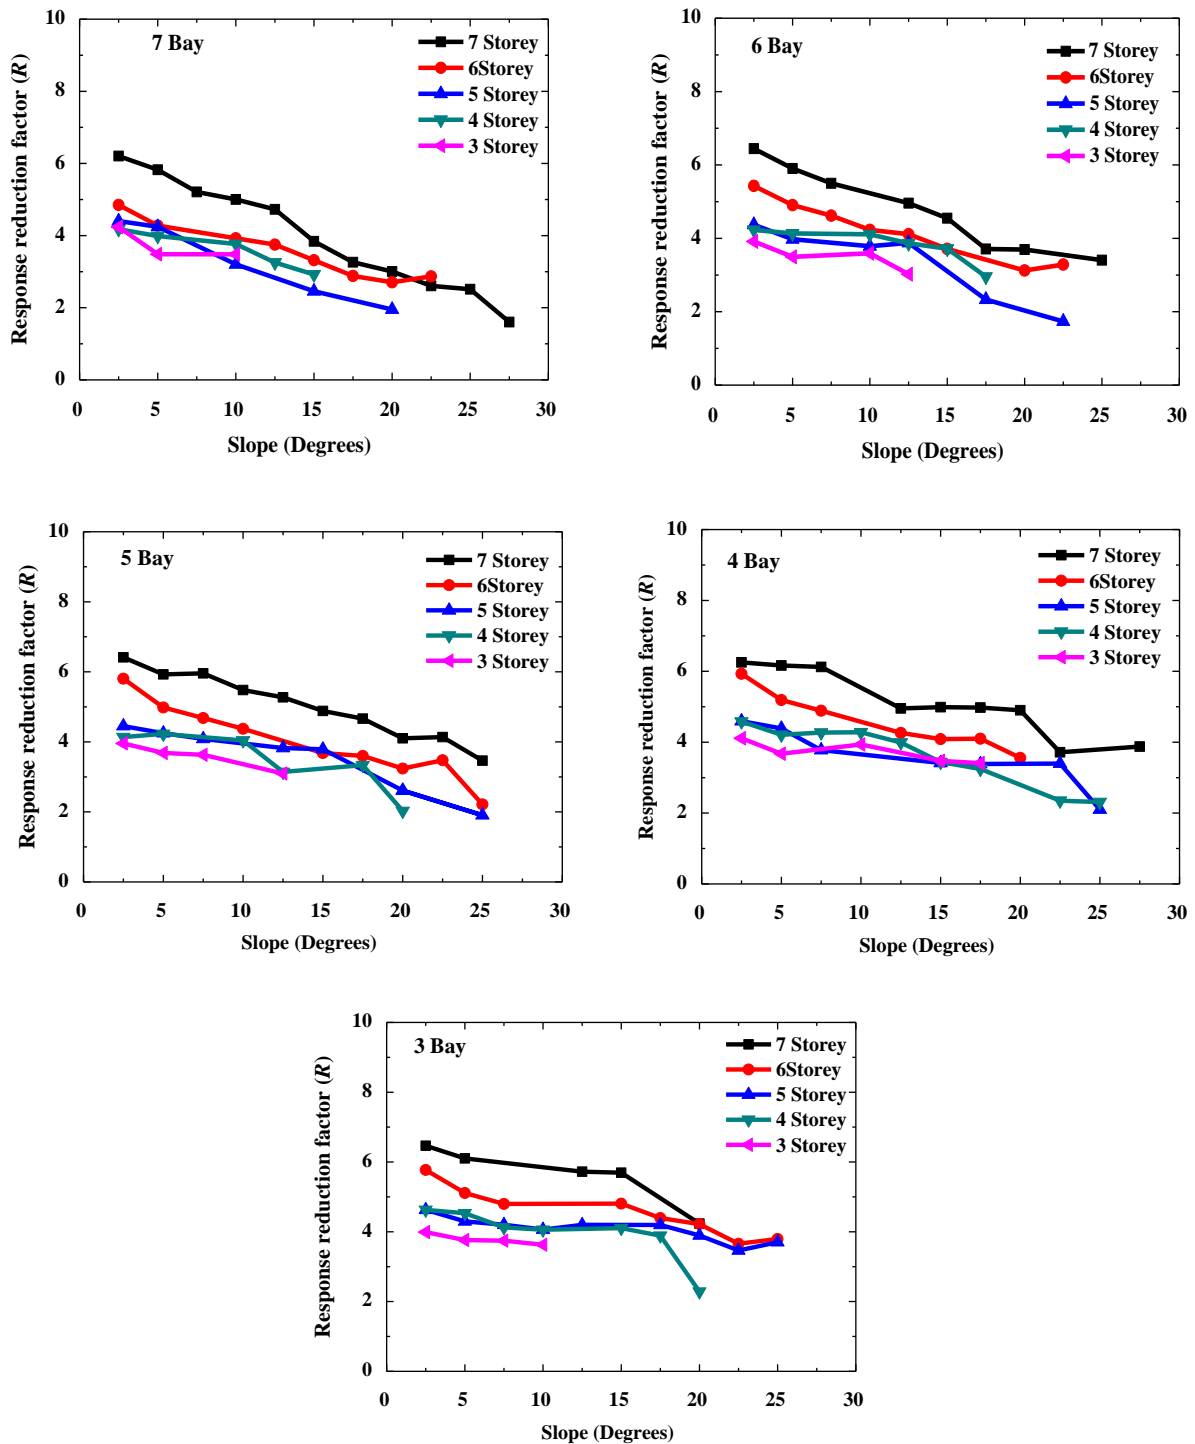 7 Bay
7 Storey
6Storey
5 Storey
4 Storey
3 Storey
Response reduction factor (R)
10
8
6
4
2
0
0 5 10 15 20 25 30
Slope (Degrees)
6 Bay
7 Storey
6Storey
5 Storey
4 Storey
3 Storey
Response reduction factor (R)
10
8
6
4
2
0
0 5 10 15 20 25 30
Slope (Degrees)
5 Bay
7 Storey
6Storey
5 Storey
4 Storey
3 Storey
Response reduction factor (R)
10
8
6
4
2
0
0 5 10 15 20 25 30
Slope (Degrees)
4 Bay
7 Storey
6Storey
5 Storey
4 Storey
3 Storey
Response reduction factor (R)
10
8
6
4
2
0
0 5 10 15 20 25 30
Slope (Degrees)
3 Bay
7 Storey
6Storey
5 Storey
4 Storey
3 Storey
Response reduction factor (R)
10
8
6
4
2
0
0 5 10 15 20 25 30
Slope (Degrees)